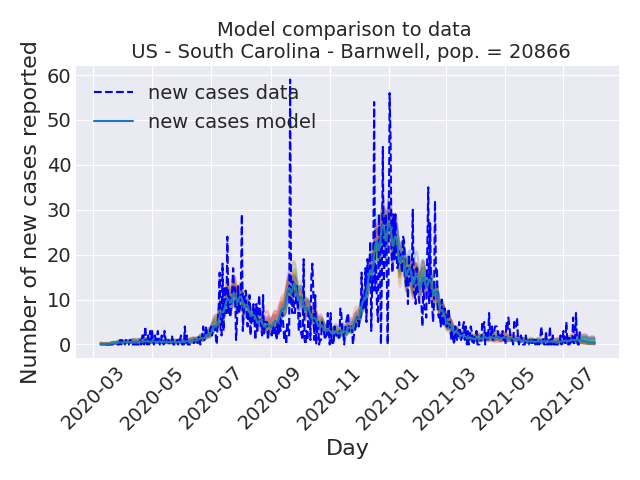 Model comparison to data
US - South Carolina - Barnwell, pop. = 20866
Number of new cases reported
60
50
40
30
20
10
0
new cases data
new cases model
2020-03
2020-05
2020-07
2020-09
2020-11
2021-01
2021-03
2021-05
2021-07
Day